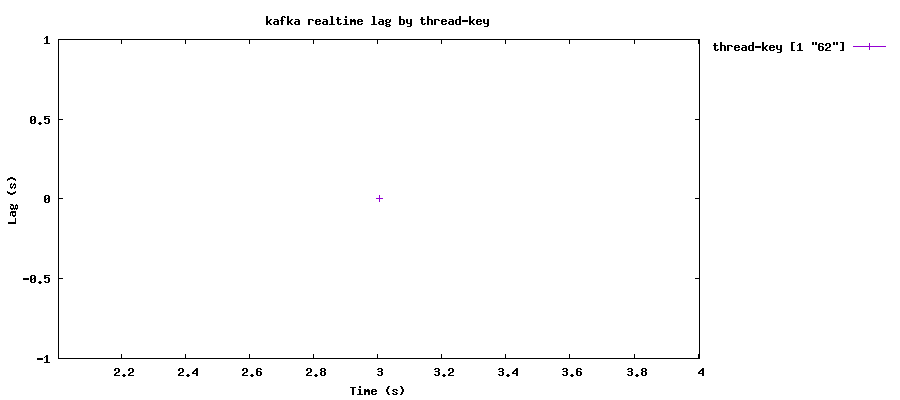 kafka realtime lag by thread-key
thread-key [1 "62"]
1
0.5
0
-0.5
-1
Lag (s)
2.2 2.4 2.6 2.8 3 3.2 3.4 3.6 3.8 4
Time (s)